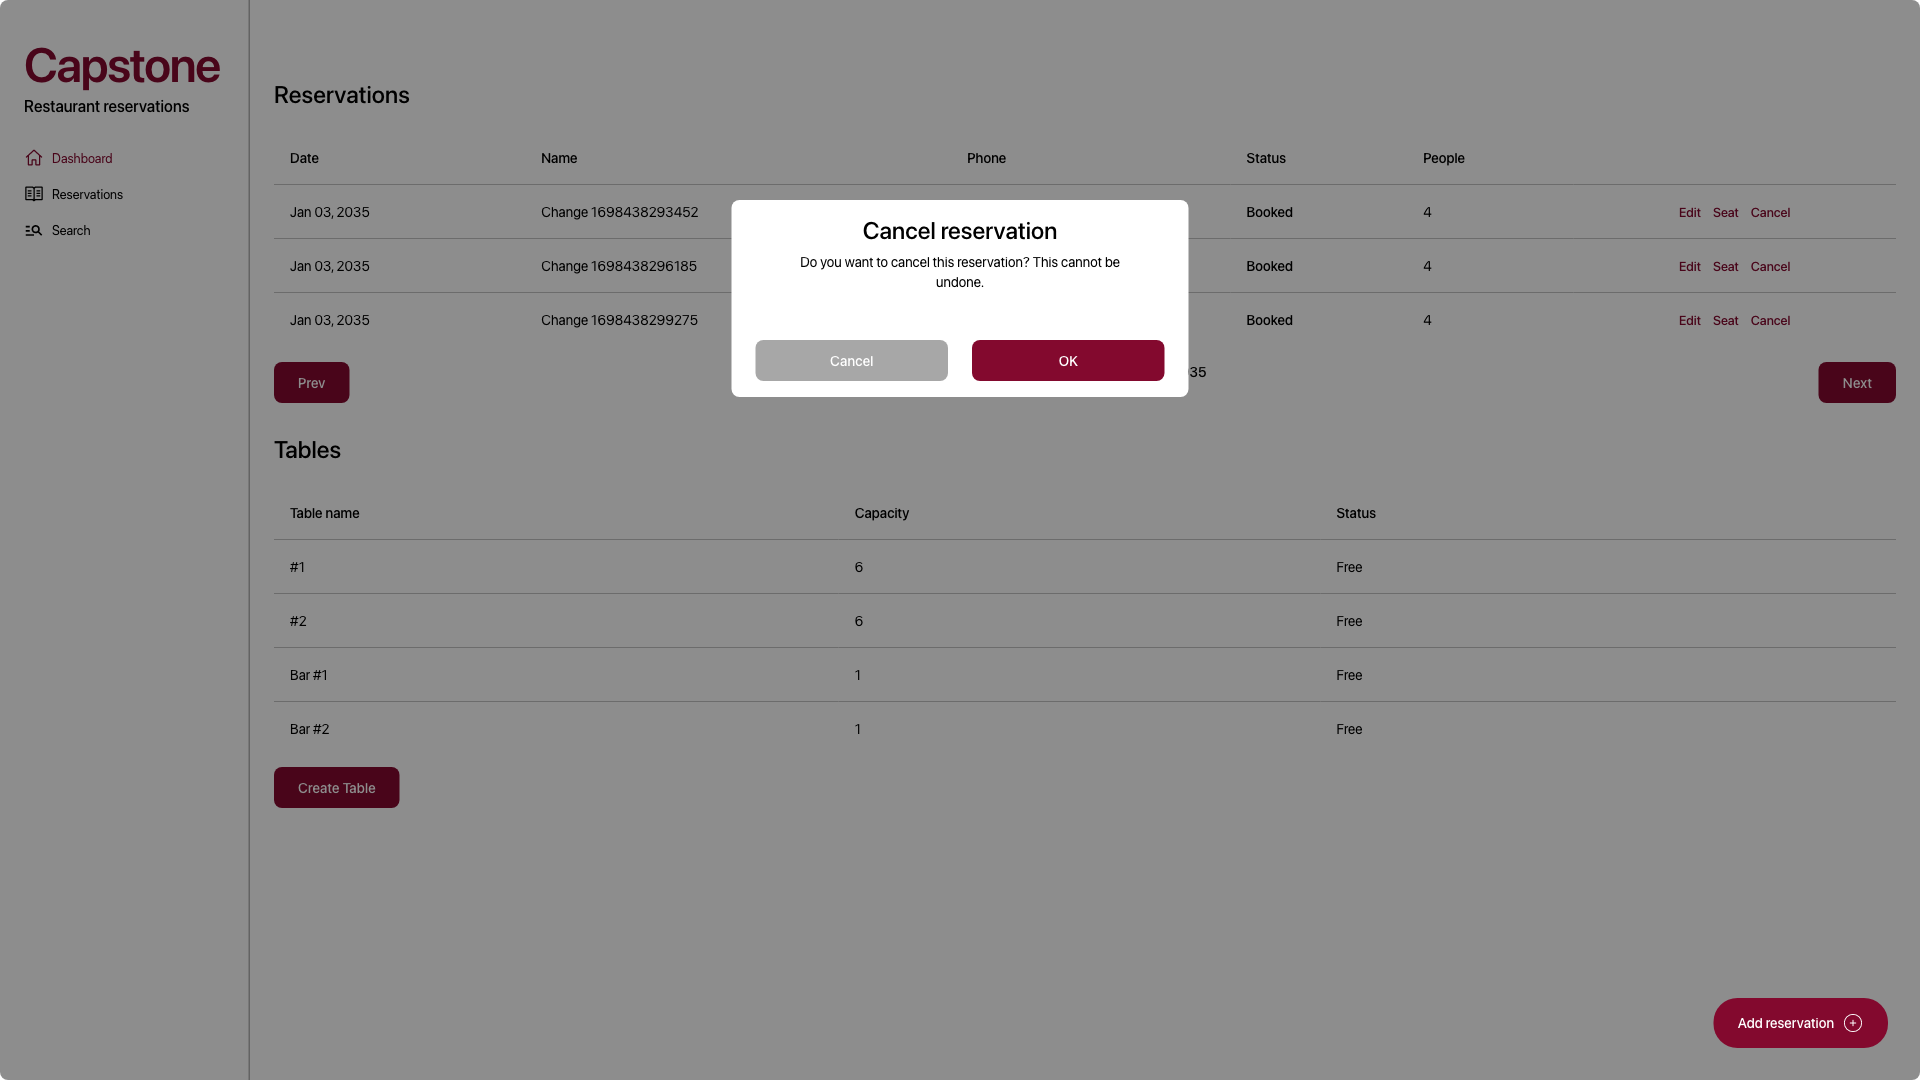 Capstone
Restaurant reservations
Dashboard
Reservations
Search
Reservations
Date Name Phone Status People
Jan 03, 2035 Change 1698438293452 Booked 4 Edit Seat Cancel
Jan 03, 2035 Change 1698438296185 Booked 4 Edit Seat Cancel
Jan 03, 2035 Change 1698438299275 Booked 4 Edit Seat Cancel
Cancel reservation
Do you want to cancel this reservation? This cannot be
undone.
Cancel OK
Prev Next
Tables
Table name Capacity Status
#1 6 Free
#2 6 Free
Bar #1 1 Free
Bar #2 1 Free
Create Table
Add reservation